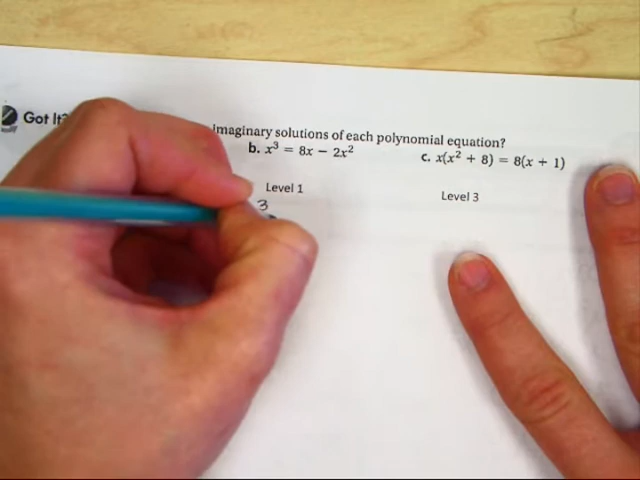 Got It?
imaginary solutions of each polynomial equation?
b. x³ = 8x − 2x²
c. x(x² + 8) = 8(x + 1)
Level 1
Level 3
3